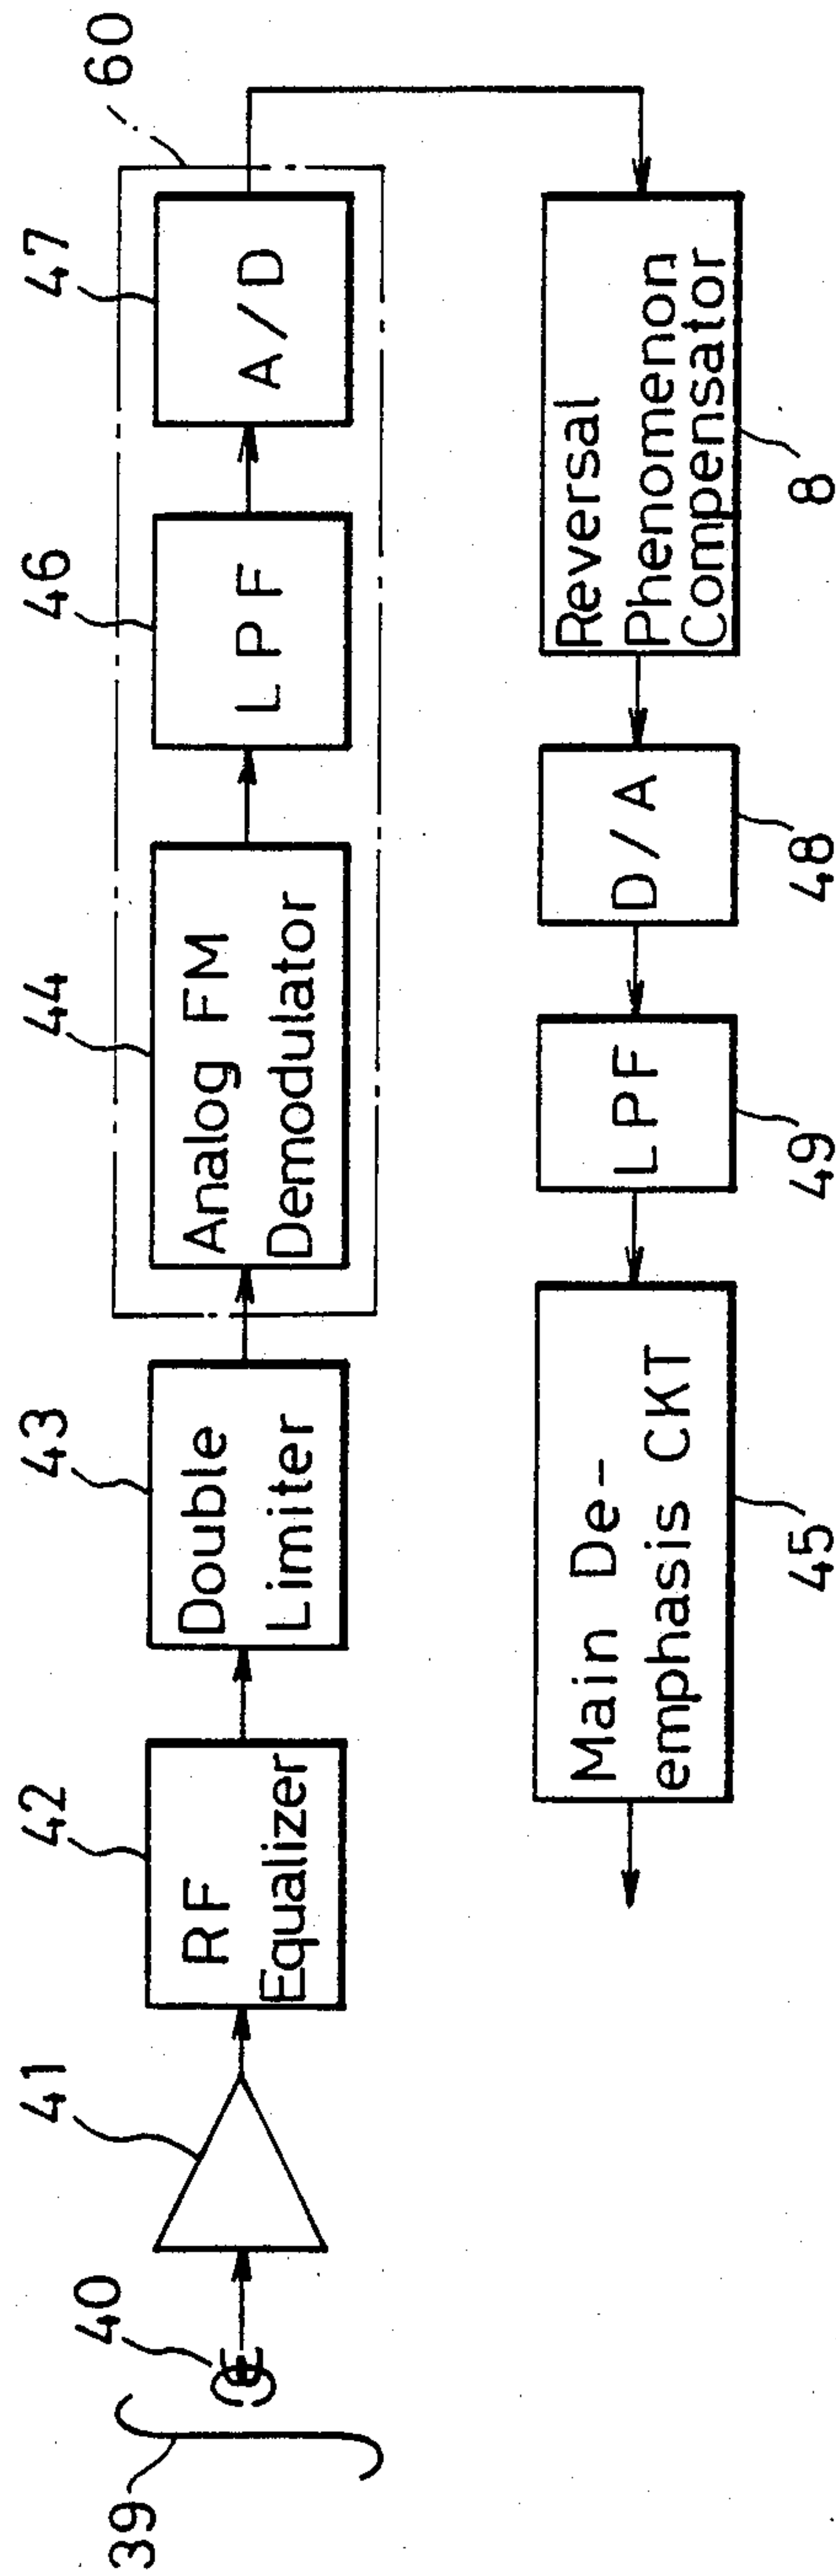 39
40
41
42
RF
Equalizer
43
Double
Limiter
44
Analog FM
Demodulator
46
LPF
47
A/D
60
Reversal
Phenomenon
Compensator
8
D/A
48
LPF
49
Main De-
emphasis CKT
45